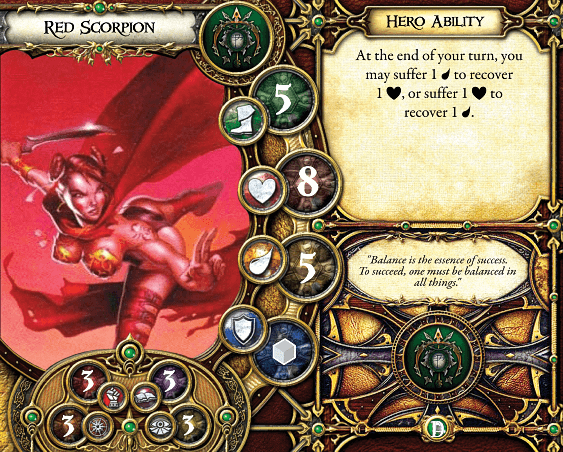 RED SCORPION
5
8
5
3
3
3
3
HERO ABILITY
At the end of your turn, you
may suffer 1 to recover
1 , or suffer 1 to
recover 1 .
"Balance is the essence of success.
To succeed, one must be balanced in
all things."